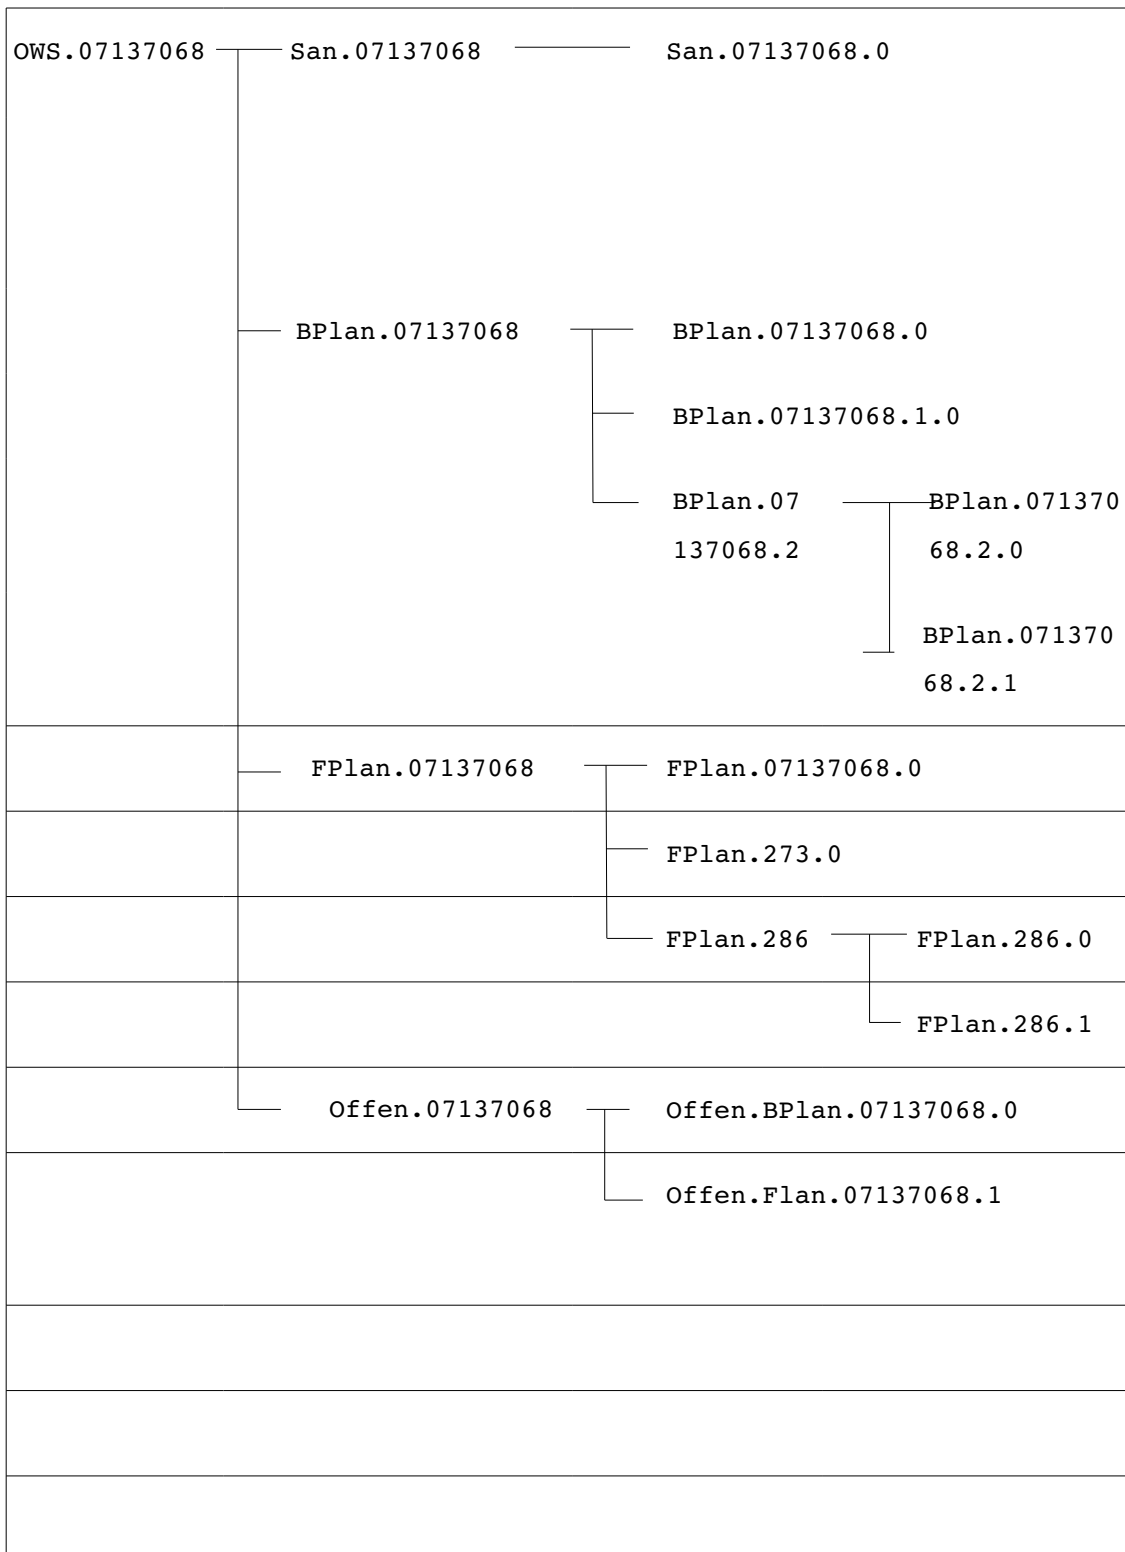 OWS.07137068 San.07137068 San.07137068.0
BPlan.07137068 BPlan.07137068.0
BPlan.07137068.1.0
BPlan.07 BPlan.071370
137068.2 68.2.0
BPlan.071370
68.2.1
FPlan.07137068 FPlan.07137068.0
FPlan.273.0
FPlan.286 FPlan.286.0
FPlan.286.1
Offen.07137068 Offen.BPlan.07137068.0
Offen.Flan.07137068.1